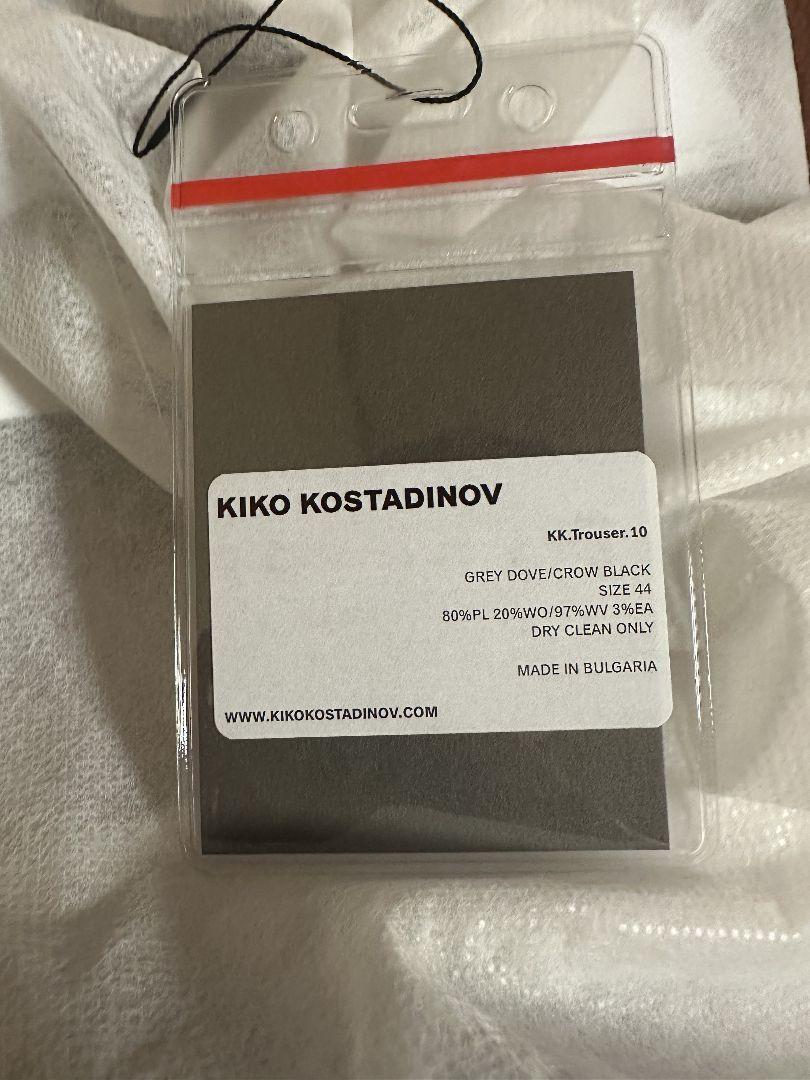 KIKO KOSTADINOV
KK.Trouser.10
GREY DOVE/CROW BLACK
SIZE 44
80%PL 20%WO/97%WV 3%EA
DRY CLEAN ONLY
MADE IN BULGARIA
WWW.KIKOKOSTADINOV.COM